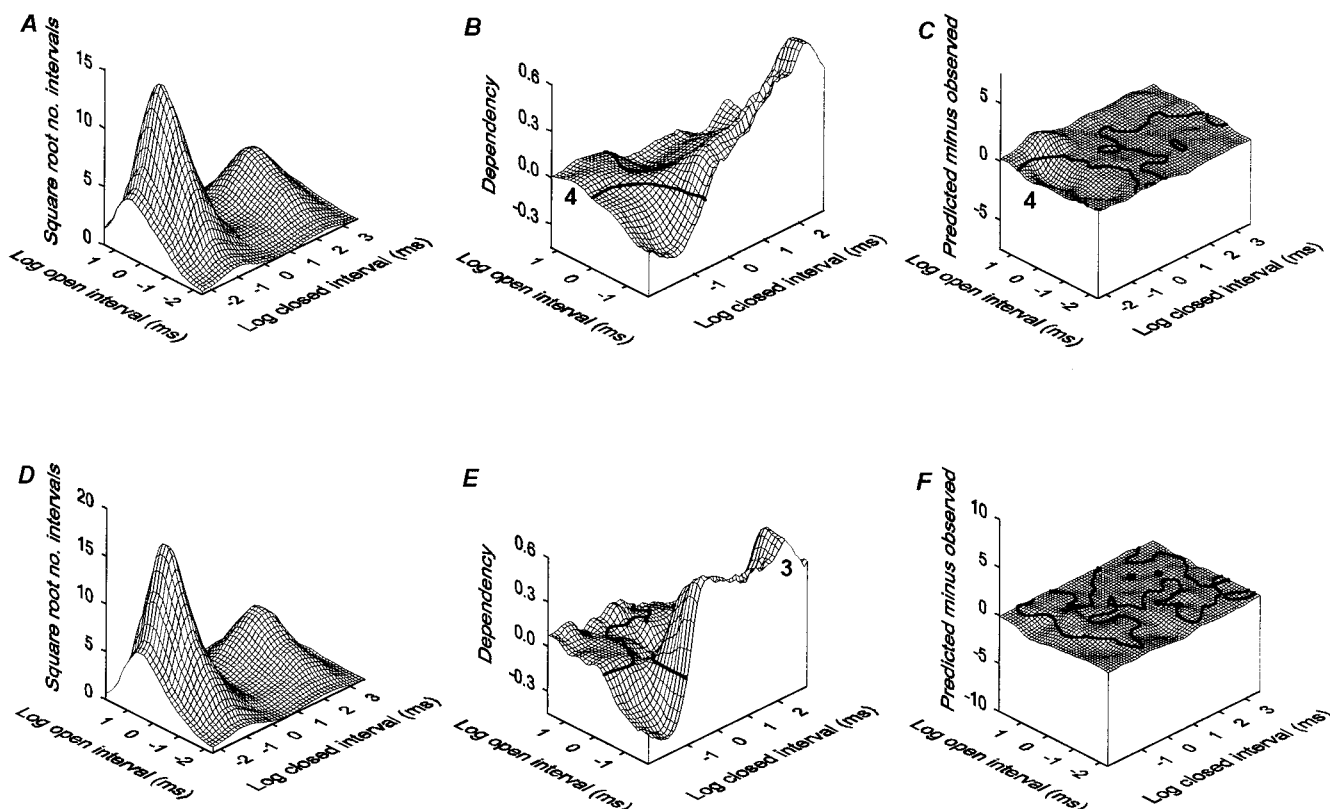 A
Square root no. intervals
15
10
5
0
1 0 -1 -2
Log open interval (ms)
-2 -1 0 1 2 3
Log closed interval (ms)
B
Dependency
0.6
0.3
0.0
-0.3
4
1 0 -1
Log open interval (ms)
-1 0 1 2
Log closed interval (ms)
C
Predicted minus observed
5
0
-5
4
1 0 -1 -2
Log open interval (ms)
-2 -1 0 1 2 3
Log closed interval (ms)
D
Square root no. intervals
20
15
10
5
0
1 0 -1 -2
Log open interval (ms)
-2 -1 0 1 2 3
Log closed interval (ms)
E
Dependency
0.6
0.3
0.0
-0.3
3
1 0 -1
Log open interval (ms)
-1 0 1 2
Log closed interval (ms)
F
Predicted minus observed
10
5
0
-5
-10
1 0 -1 -2
Log open interval (ms)
-1 0 1 2 3
Log closed interval (ms)